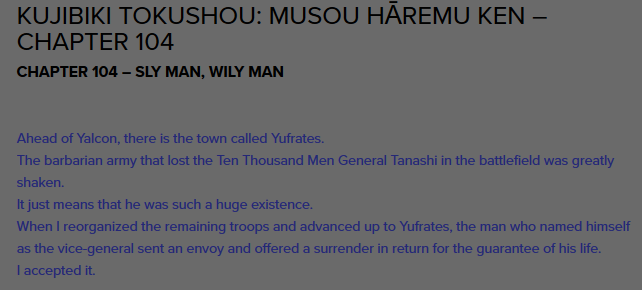 KUJIBIKI TOKUSHOU: MUSOU HĀREMU KEN –
CHAPTER 104
CHAPTER 104 – SLY MAN, WILY MAN
Ahead of Yalcon, there is the town called Yufrates.
The barbarian army that lost the Ten Thousand Men General Tanashi in the battlefield was greatly
shaken.
It just means that he was such a huge existence.
When I reorganized the remaining troops and advanced up to Yufrates, the man who named himself
as the vice-general sent an envoy and offered a surrender in return for the guarantee of his life.
I accepted it.